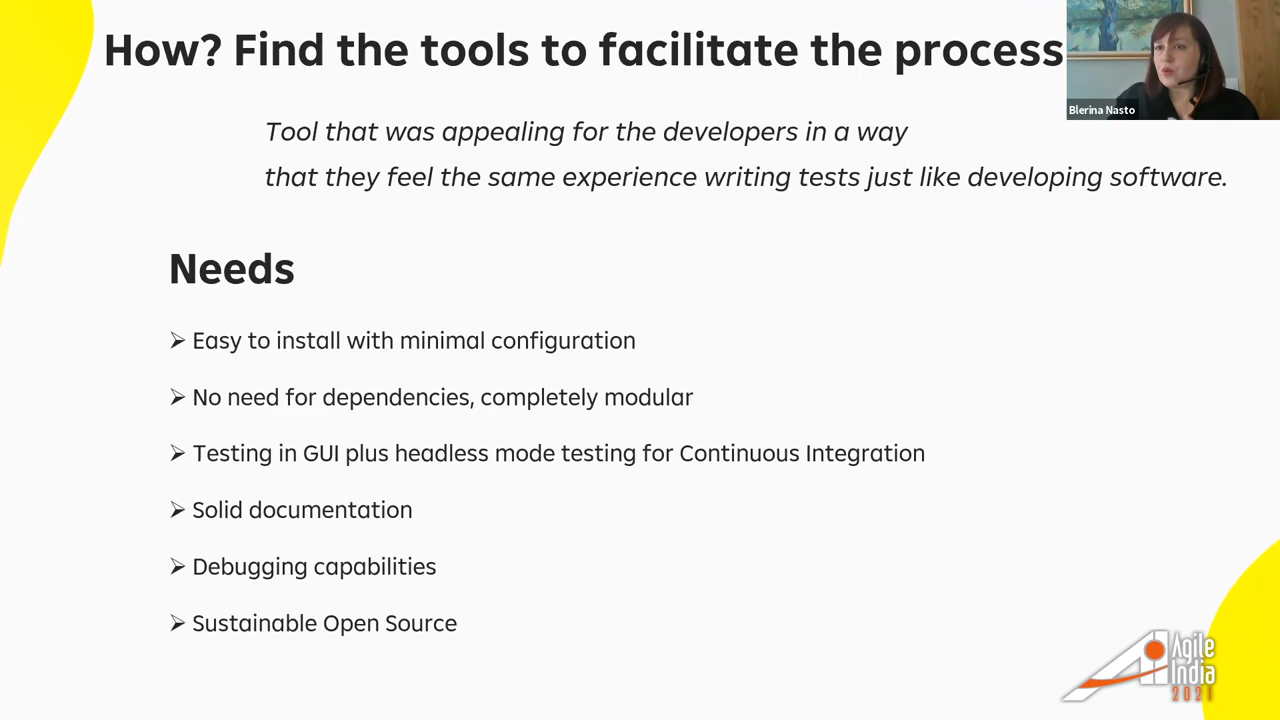 How? Find the tools to facilitate the process
Blerina Nasto
Tool that was appealing for the developers in a way
that they feel the same experience writing tests just like developing software.
Needs
➢ Easy to install with minimal configuration
➢ No need for dependencies, completely modular
➢ Testing in GUI plus headless mode testing for Continuous Integration
➢ Solid documentation
➢ Debugging capabilities
➢ Sustainable Open Source
Agile
India
2021